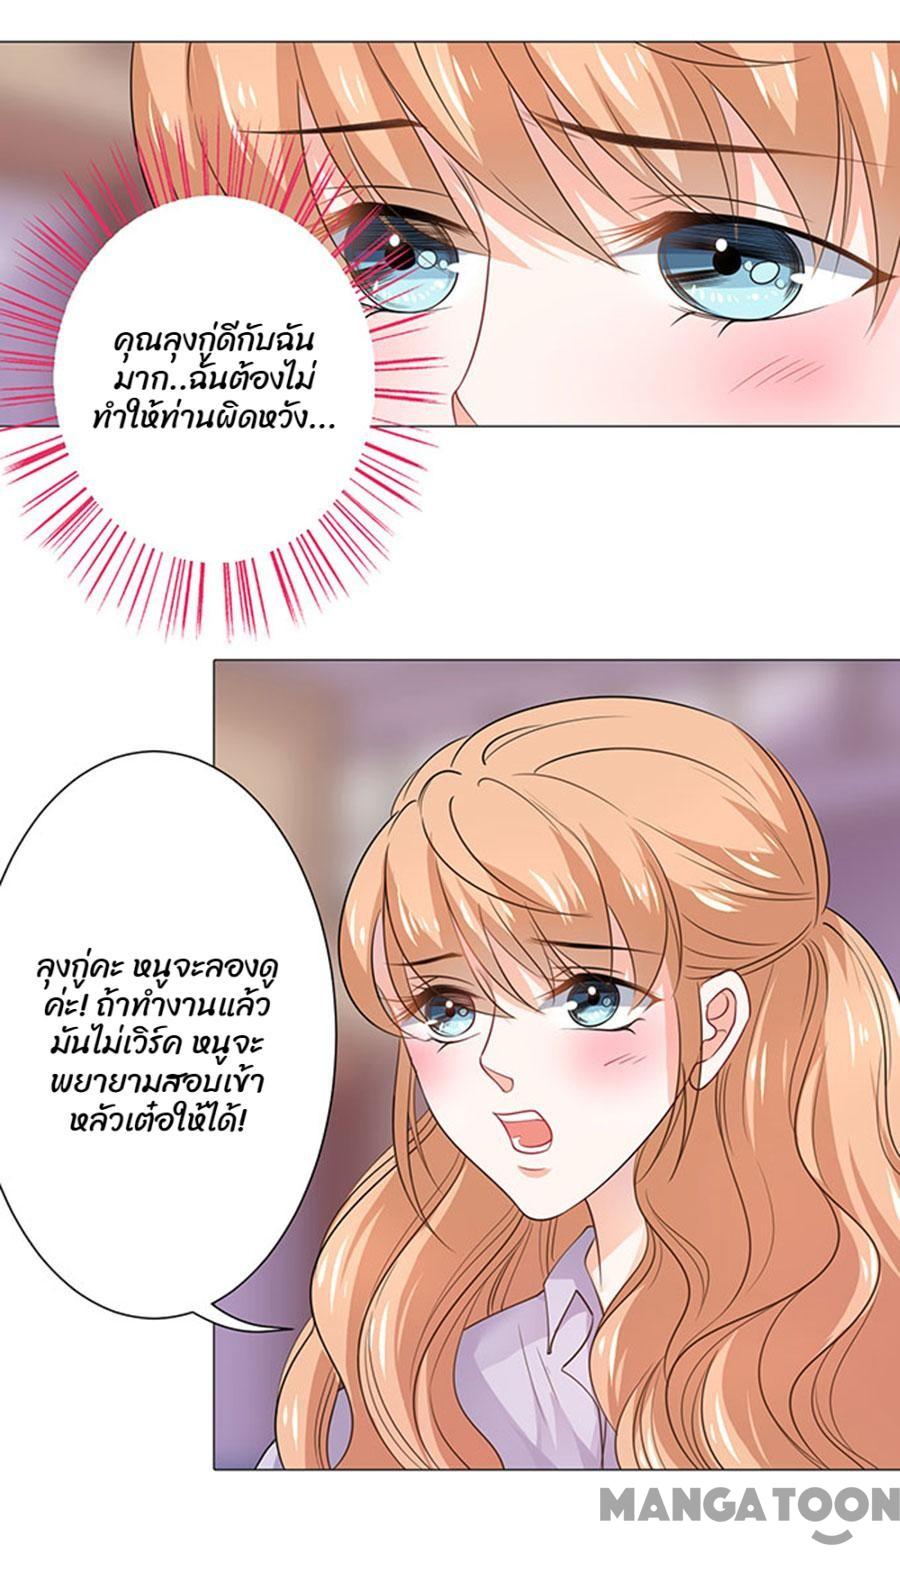 คุณลุงกู่ดีกับฉัน
มาก..ฉันต้องไม่
ทำให้ท่านผิดหวัง...
ลุงกู่คะ หนูจะลองดู
ค่ะ! ถ้าทำงานแล้ว
มันไม่เวิร์ค หนูจะ
พยายามสอบเข้า
หลัวเต๋อให้ได้!
MANGATOON